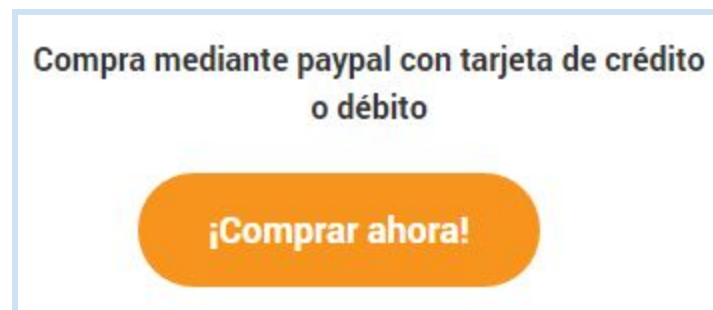 Compra mediante paypal con tarjeta de crédito
o débito
¡Comprar ahora!